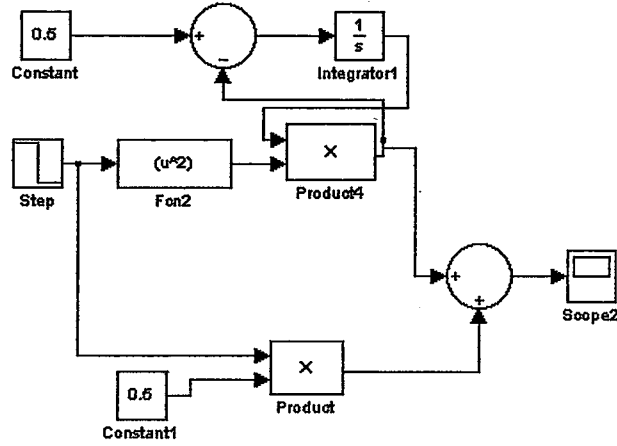 0.5
Constant
+
−
1
s
Integrator1
Step
(u^2)
Fcn2
×
Product4
+
+
Scope2
0.5
Constant1
×
Product